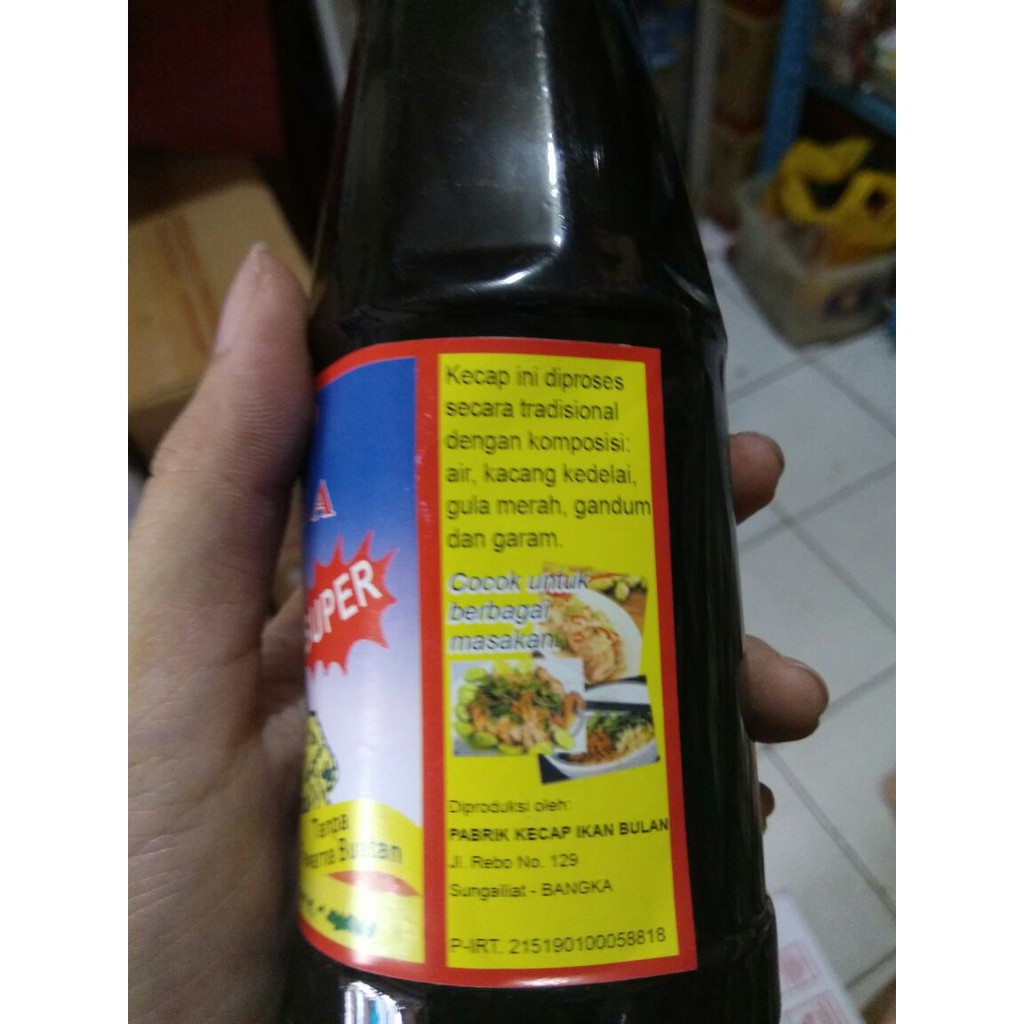 Kecap ini diproses
secara tradisional
dengan komposisi:
air, kacang kedelai,
gula merah, gandum
dan garam.
Cocok untuk
berbagai
masakan
Diproduksi oleh:
PABRIK KECAP IKAN BULAN
Jl. Rebo No. 129
Sungailiat - BANGKA
P-IRT. 215190100058818
A
SUPER
Tanpa
Buatan